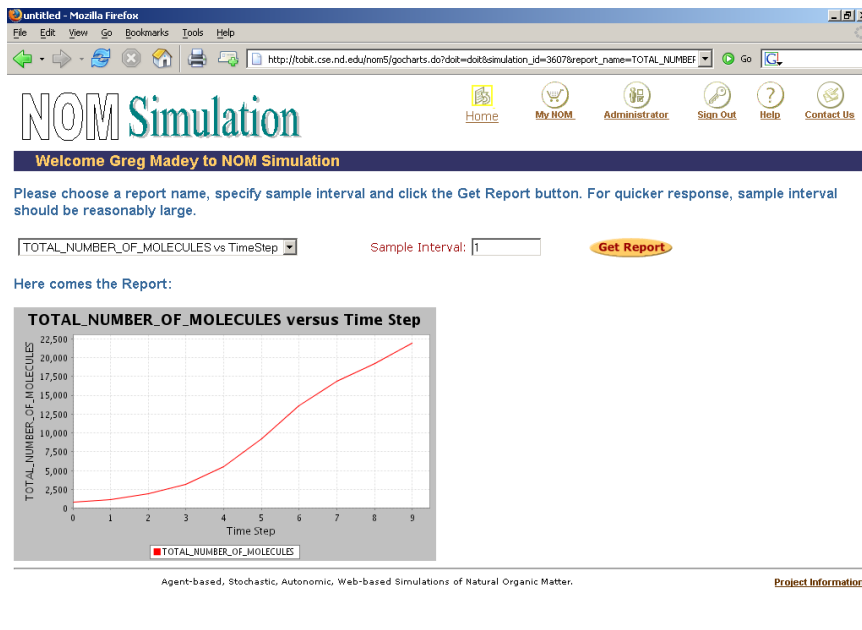 untitled - Mozilla Firefox
File Edit View Go Bookmarks Tools Help
http://tobit.cse.nd.edu/nom5/gocharts.do?doit=doit&simulation_id=3607&report_name=TOTAL_NUMBER Go G
NOM Simulation
Home My NOM Administrator Sign Out Help Contact Us
Welcome Greg Madey to NOM Simulation
Please choose a report name, specify sample interval and click the Get Report button. For quicker response, sample interval
should be reasonably large.
TOTAL_NUMBER_OF_MOLECULES vs TimeStep Sample Interval: 1 Get Report
Here comes the Report:
TOTAL_NUMBER_OF_MOLECULES versus Time Step
TOTAL_NUMBER_OF_MOLECULES
22,500
20,000
17,500
15,000
12,500
10,000
7,500
5,000
2,500
0
0 1 2 3 4 5 6 7 8 9
Time Step
TOTAL_NUMBER_OF_MOLECULES
Agent-based, Stochastic, Autonomic, Web-based Simulations of Natural Organic Matter. Project Information